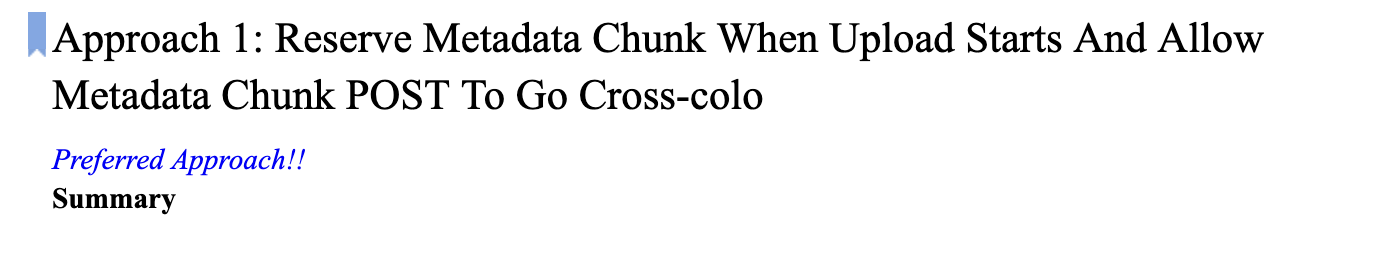 Approach 1: Reserve Metadata Chunk When Upload Starts And Allow
Metadata Chunk POST To Go Cross-colo
Preferred Approach!!
Summary